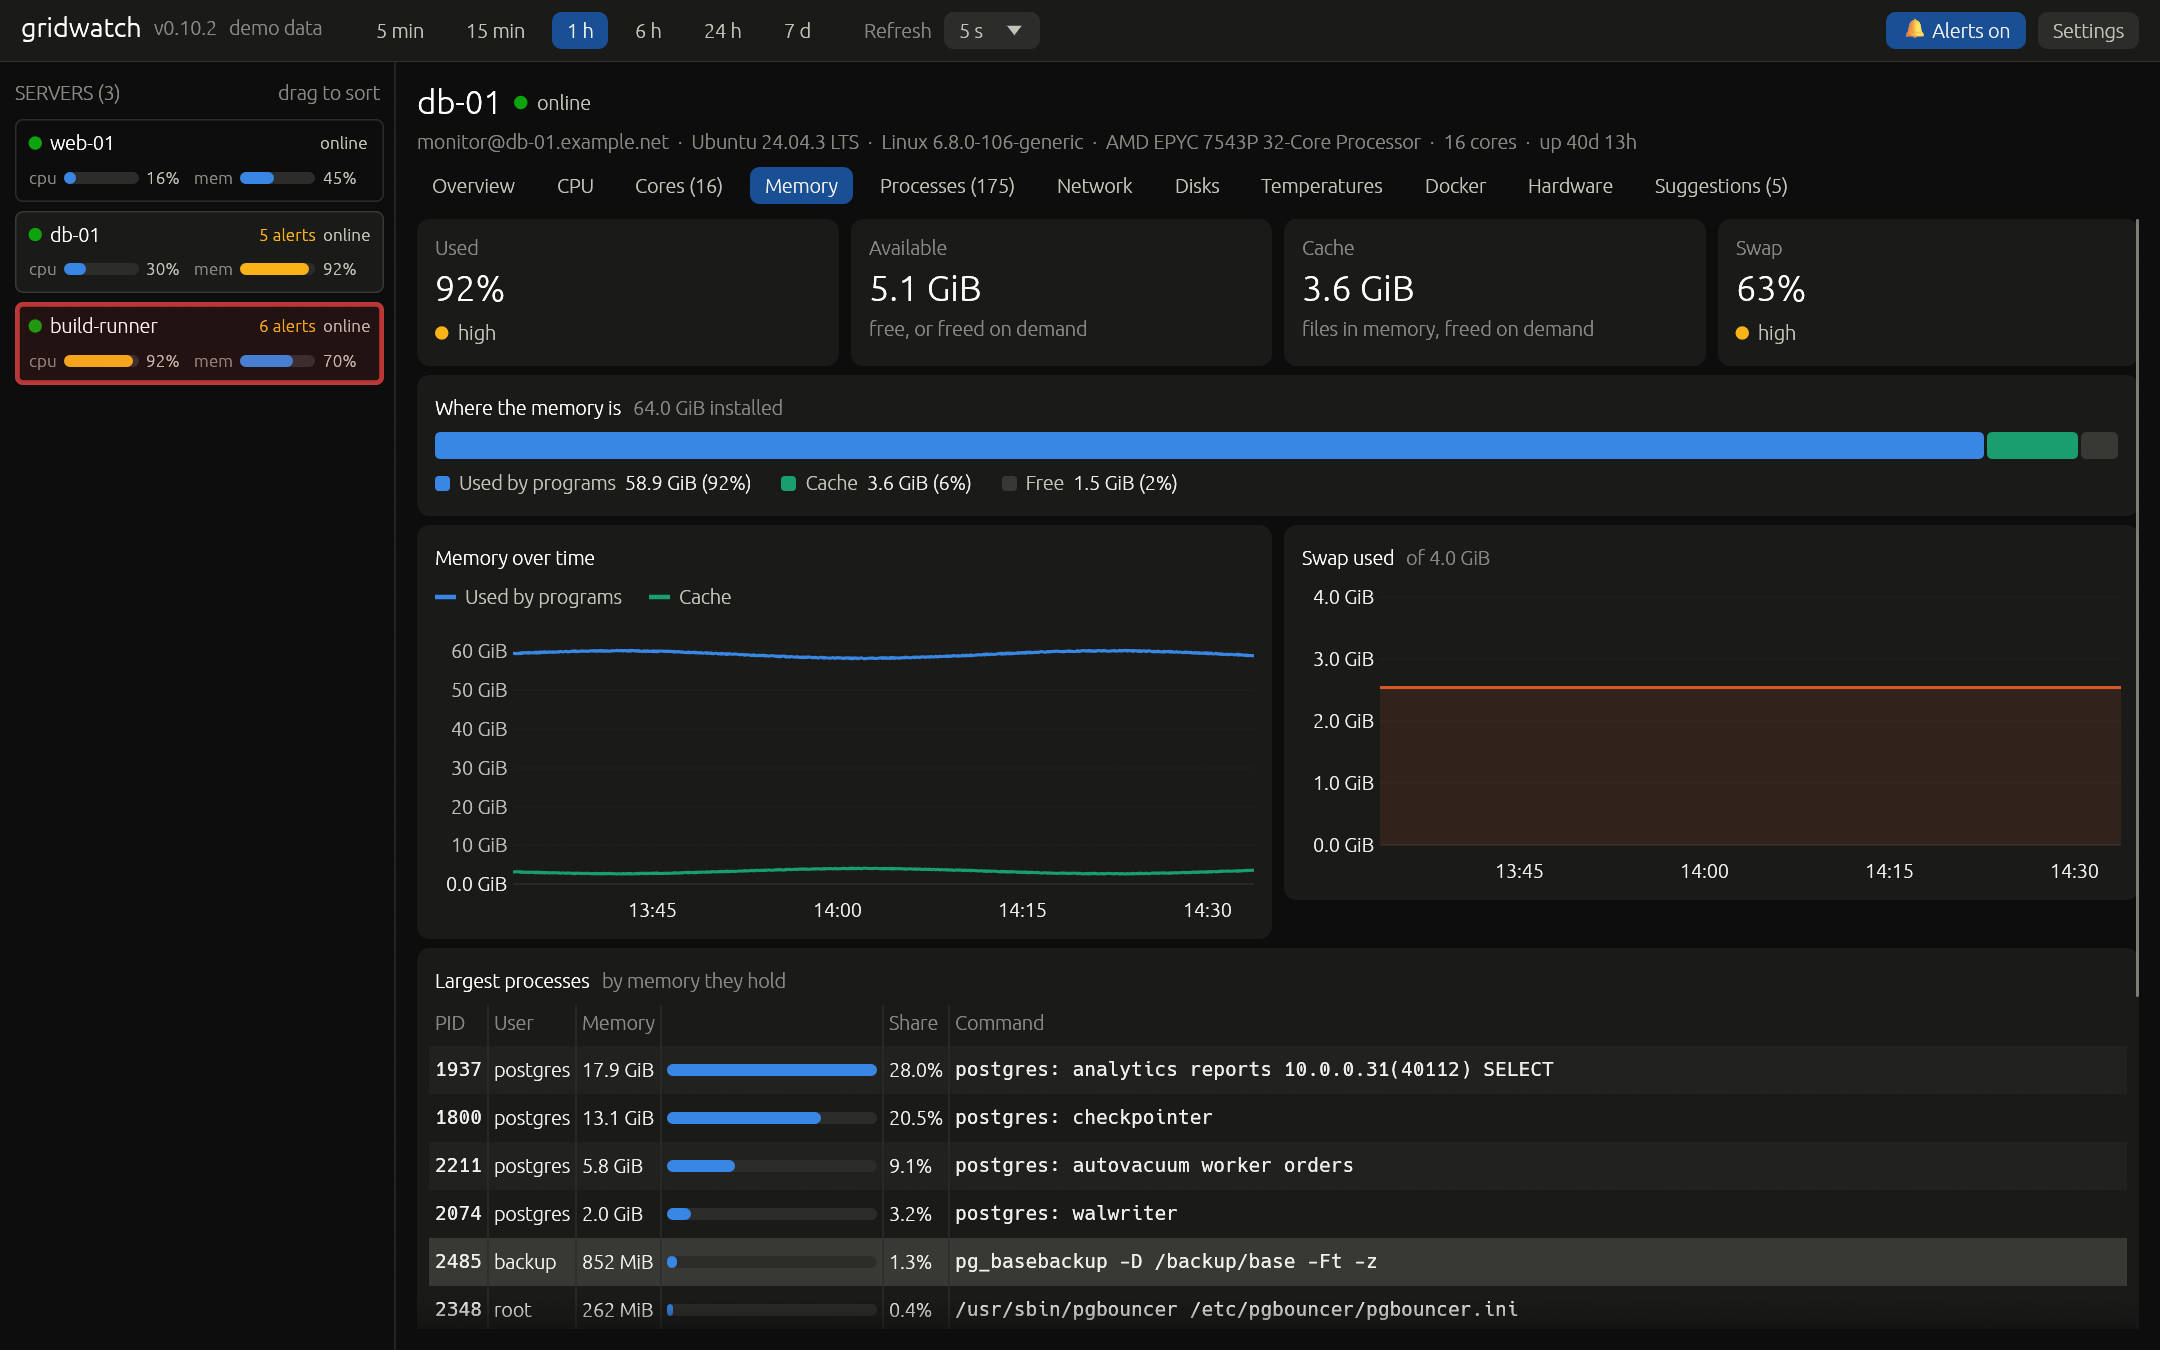 gridwatch v0.10.2 demo data 5 min 15 min 1 h 6 h 24 h 7 d Refresh 5 s Alerts on Settings
SERVERS (3) drag to sort
web-01 online
cpu 16% mem 45%
db-01 5 alerts online
cpu 30% mem 92%
build-runner 6 alerts online
cpu 92% mem 70%
db-01 online
monitor@db-01.example.net · Ubuntu 24.04.3 LTS · Linux 6.8.0-106-generic · AMD EPYC 7543P 32-Core Processor · 16 cores · up 40d 13h
Overview CPU Cores (16) Memory Processes (175) Network Disks Temperatures Docker Hardware Suggestions (5)
Used
92%
high
Available
5.1 GiB
free, or freed on demand
Cache
3.6 GiB
files in memory, freed on demand
Swap
63%
high
Where the memory is 64.0 GiB installed
Used by programs 58.9 GiB (92%) Cache 3.6 GiB (6%) Free 1.5 GiB (2%)
Memory over time
Used by programs Cache
60 GiB
50 GiB
40 GiB
30 GiB
20 GiB
10 GiB
0.0 GiB
13:45 14:00 14:15 14:30
Swap used of 4.0 GiB
4.0 GiB
3.0 GiB
2.0 GiB
1.0 GiB
0.0 GiB
13:45 14:00 14:15 14:30
Largest processes by memory they hold
PID User Memory Share Command
1937 postgres 17.9 GiB 28.0% postgres: analytics reports 10.0.0.31(40112) SELECT
1800 postgres 13.1 GiB 20.5% postgres: checkpointer
2211 postgres 5.8 GiB 9.1% postgres: autovacuum worker orders
2074 postgres 2.0 GiB 3.2% postgres: walwriter
2485 backup 852 MiB 1.3% pg_basebackup -D /backup/base -Ft -z
2348 root 262 MiB 0.4% /usr/sbin/pgbouncer /etc/pgbouncer/pgbouncer.ini